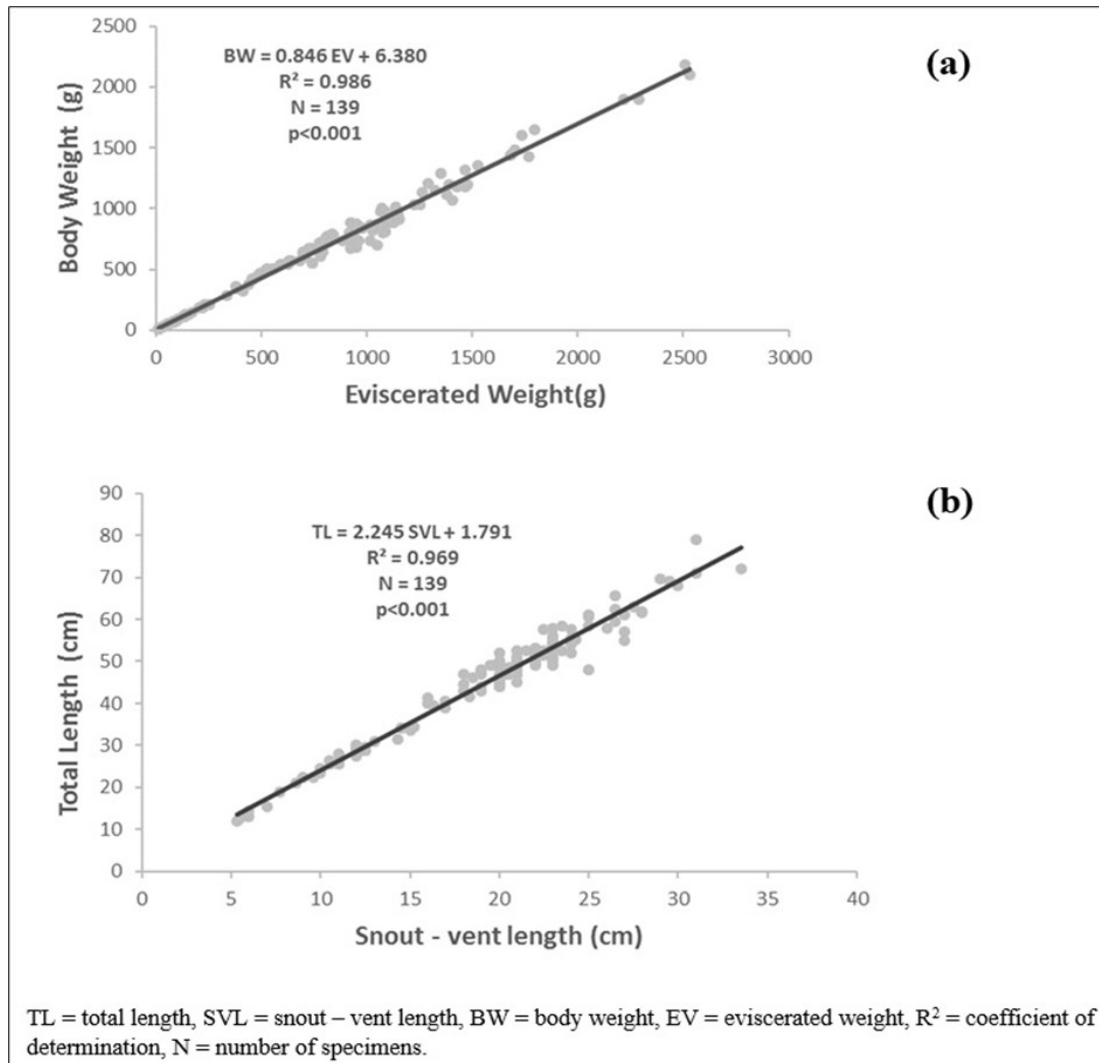 (a)
BW = 0.846 EV + 6.380
R² = 0.986
N = 139
p<0.001
Body Weight (g)
2500
2000
1500
1000
500
0
0 500 1000 1500 2000 2500 3000
Eviscerated Weight(g)
(b)
TL = 2.245 SVL + 1.791
R² = 0.969
N = 139
p<0.001
Total Length (cm)
90
80
70
60
50
40
30
20
10
0
0 5 10 15 20 25 30 35 40
Snout - vent length (cm)
TL = total length, SVL = snout – vent length, BW = body weight, EV = eviscerated weight, R² = coefficient of
determination, N = number of specimens.